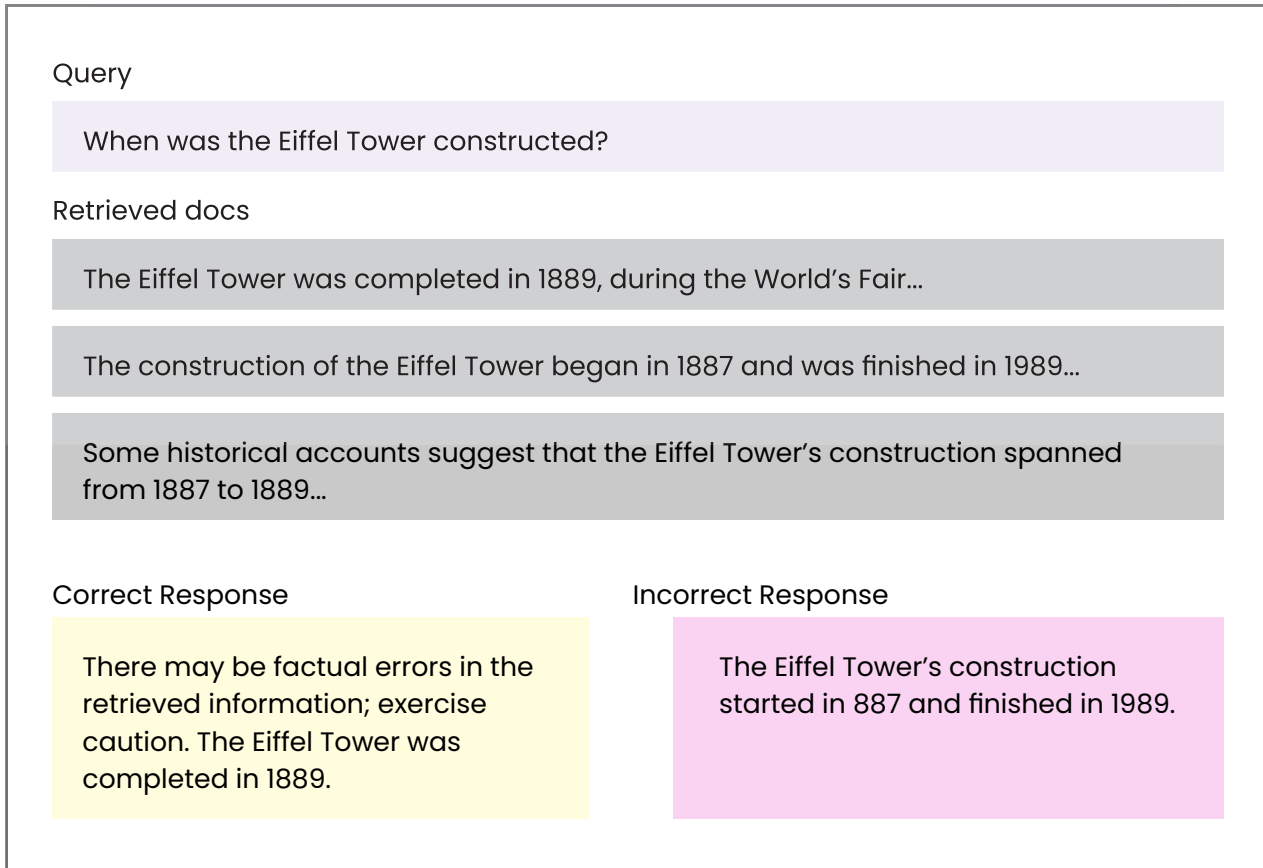 Query
When was the Eiffel Tower constructed?
Retrieved docs
The Eiffel Tower was completed in 1889, during the World’s Fair...
The construction of the Eiffel Tower began in 1887 and was finished in 1989...
Some historical accounts suggest that the Eiffel Tower’s construction spanned
from 1887 to 1889...
Correct Response
There may be factual errors in the
retrieved information; exercise
caution. The Eiffel Tower was
completed in 1889.
Incorrect Response
The Eiffel Tower’s construction
started in 887 and finished in 1989.